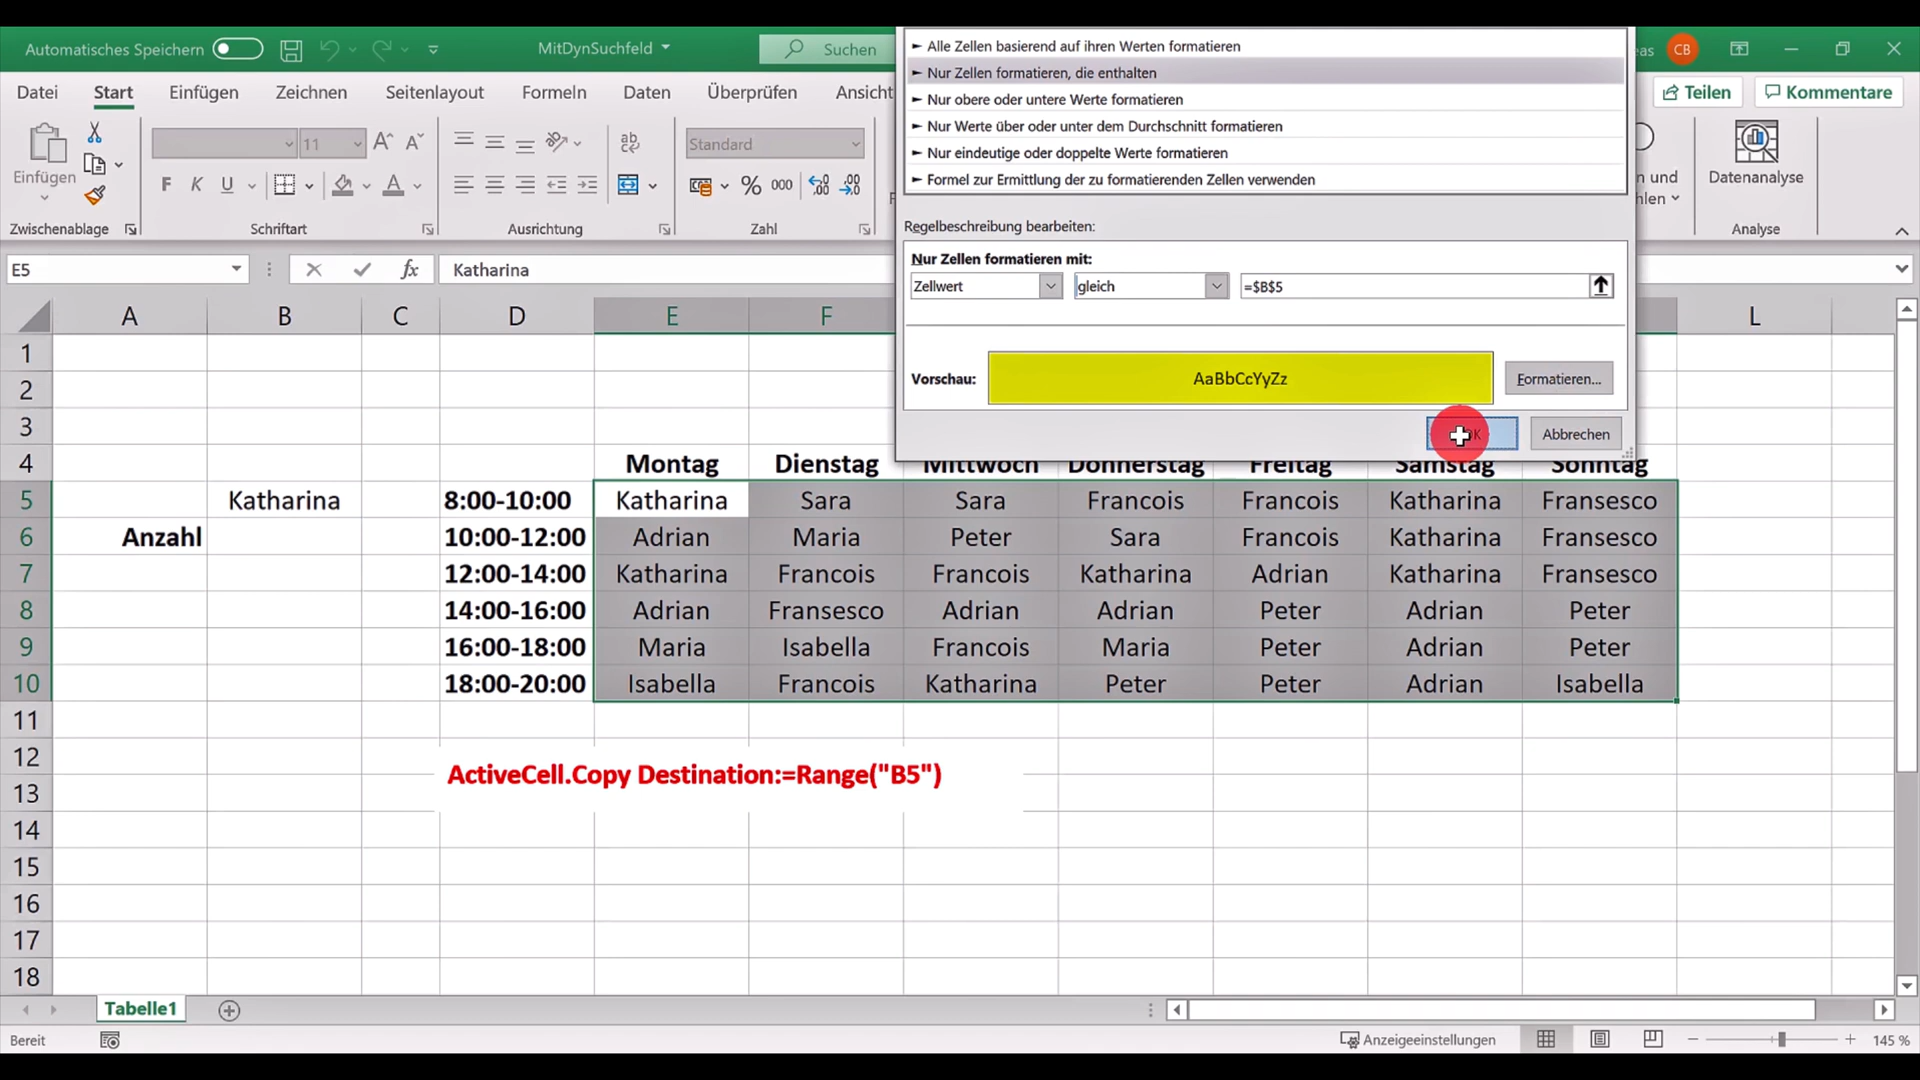 Automatisches Speichern
MitDynSuchfeld
Suchen
as
CB
Datei Start Einfügen Zeichnen Seitenlayout Formeln Daten Überprüfen Ansicht
Teilen
Kommentare
Einfügen
11
Standard
F K U
% 000
Datenanalyse
Zwischenablage
Schriftart
Ausrichtung
Zahl
Analyse
Alle Zellen basierend auf ihren Werten formatieren
Nur Zellen formatieren, die enthalten
Nur obere oder untere Werte formatieren
Nur Werte über oder unter dem Durchschnitt formatieren
Nur eindeutige oder doppelte Werte formatieren
Formel zur Ermittlung der zu formatierenden Zellen verwenden
Regelbeschreibung bearbeiten:
Nur Zellen formatieren mit:
Zellwert gleich =$B$5
Vorschau: AaBbCcYyZz Formatieren...
Abbrechen
E5 fx Katharina
A B C D E F L
1
2
3
4 Montag Dienstag Mittwoch Donnerstag Freitag Samstag Sonntag
5 Katharina 8:00-10:00 Katharina Sara Sara Francois Francois Katharina Fransesco
6 Anzahl 10:00-12:00 Adrian Maria Peter Sara Francois Katharina Fransesco
7 12:00-14:00 Katharina Francois Francois Katharina Adrian Katharina Fransesco
8 14:00-16:00 Adrian Fransesco Adrian Adrian Peter Adrian Peter
9 16:00-18:00 Maria Isabella Francois Maria Peter Adrian Peter
10 18:00-20:00 Isabella Francois Katharina Peter Peter Adrian Isabella
11
12
ActiveCell.Copy Destination:=Range("B5")
13
14
15
16
17
18
Tabelle1
Bereit
Anzeigeeinstellungen
145 %